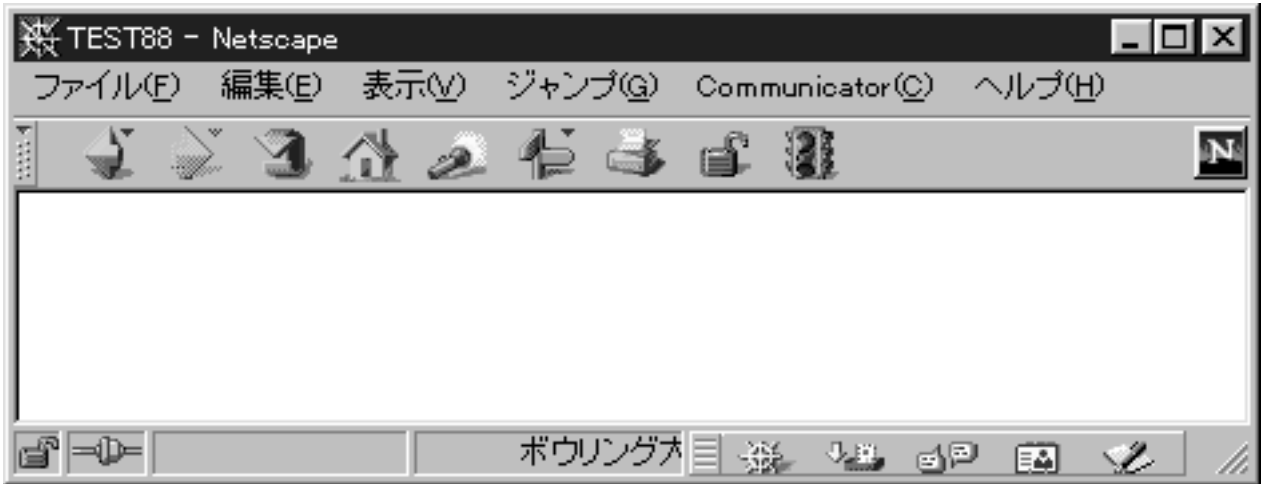 TEST88 - Netscape
ファイル(F) 編集(E) 表示(V) ジャンプ(G) Communicator(C) ヘルプ(H)
N
ボウリング大